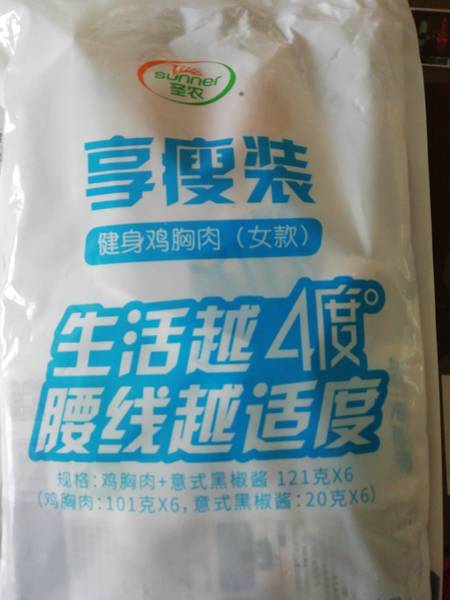 sunner
圣农
享瘦装
健身鸡胸肉（女款）
生活越4度°
腰线越适度
规格:鸡胸肉+意式黑椒酱 121克X6
(鸡胸肉:101克X6,意式黑椒酱:20克X6)